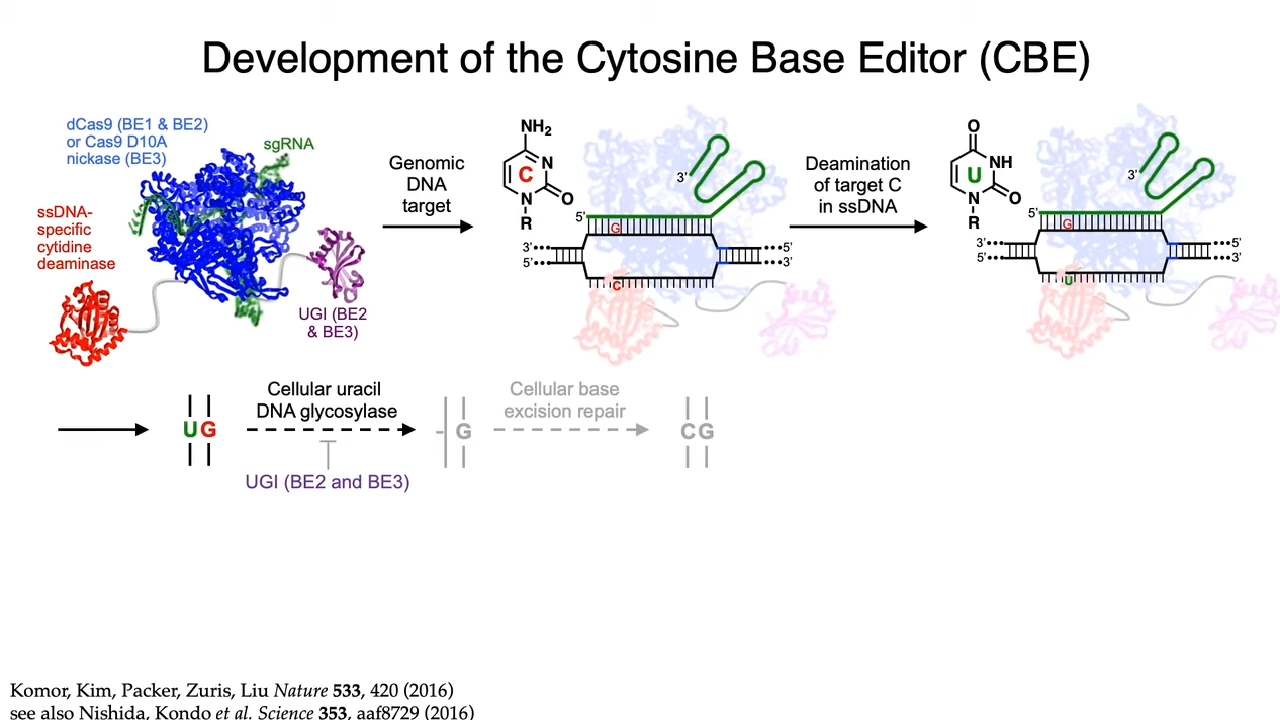 Development of the Cytosine Base Editor (CBE)
dCas9 (BE1 & BE2)
or Cas9 D10A
nickase (BE3)
sgRNA
ssDNA-
specific
cytidine
deaminase
UGI (BE2
& BE3)
Genomic
DNA
target
NH2
N
C
N
O
R
3'
5'
G
3'
5'
5'
3'
C
Deamination
of target C
in ssDNA
O
NH
U
N
O
R
3'
5'
G
3'
5'
5'
3'
U
UG
Cellular uracil
DNA glycosylase
UGI (BE2 and BE3)
G
Cellular base
excision repair
CG
Komor, Kim, Packer, Zuris, Liu Nature 533, 420 (2016)
see also Nishida, Kondo et al. Science 353, aaf8729 (2016)